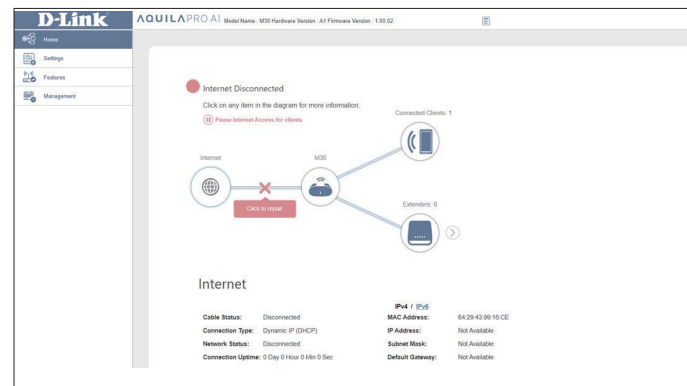 D-Link
AQUILA PRO AI Model Name : M30 Hardware Version : A1 Firmware Version : 1.00.02
Home
Settings
Features
Management
Internet Disconnected
Click on any item in the diagram for more information.
Pause Internet Access for clients
Connected Clients: 1
Internet
M30
Click to repair
Extenders: 0
Internet
IPv4 / IPv6
Cable Status: Disconnected MAC Address: 64:29:43:99:16:CE
Connection Type: Dynamic IP (DHCP) IP Address: Not Available
Network Status: Disconnected Subnet Mask: Not Available
Connection Uptime: 0 Day 0 Hour 0 Min 0 Sec Default Gateway: Not Available